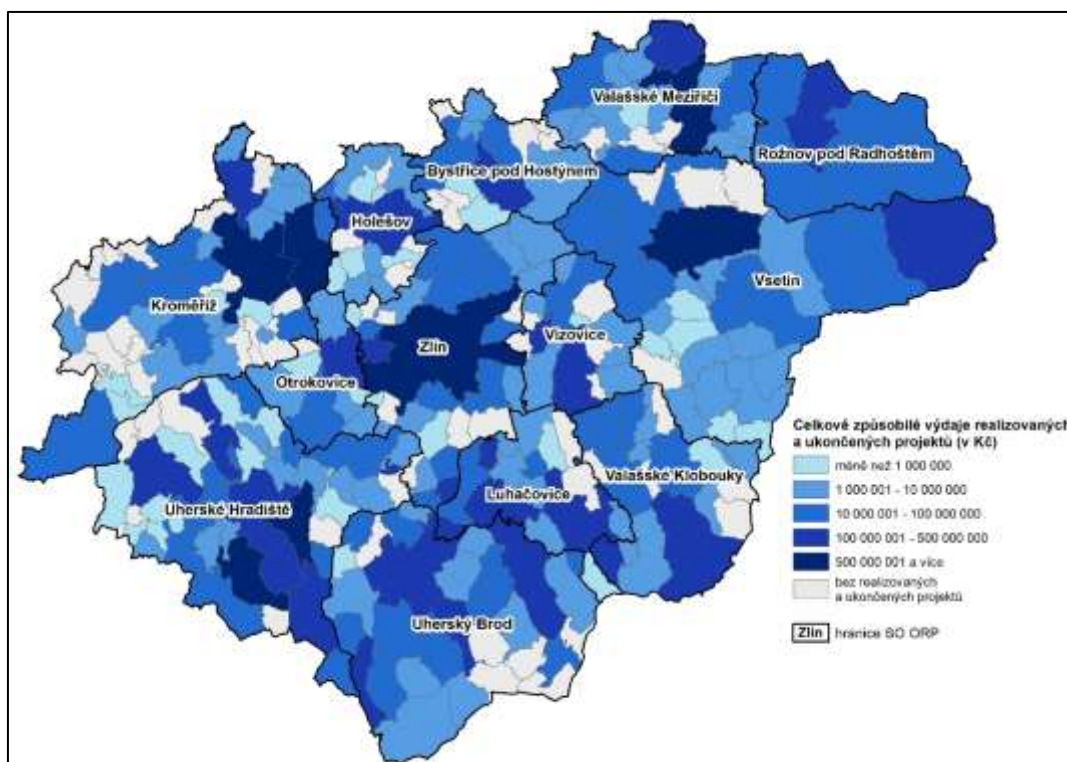 Valašské Meziříčí
Rožnov pod Radhoštěm
Bystřice pod Hostýnem
Holešov
Kroměříž
Vsetín
Vizovice
Zlín
Otrokovice
Valašské Klobouky
Luhačovice
Uherské Hradiště
Uherský Brod
Celkové způsobilé výdaje realizovaných
a ukončených projektů (v Kč)
méně než 1 000 000
1 000 001 - 10 000 000
10 000 001 - 100 000 000
100 000 001 - 500 000 000
500 000 001 a více
bez realizovaných
a ukončených projektů
Zlín hranice SO ORP